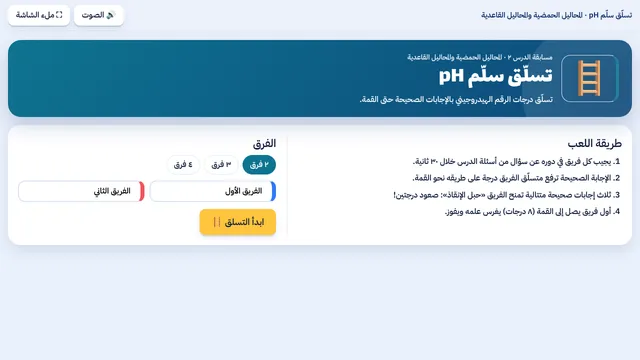 تسلّق سلّم pH · المحاليل الحمضية والمحاليل القاعدية
🔊 الصوت
⛶ ملء الشاشة
مسابقة الدرس ٢ · المحاليل الحمضية والمحاليل القاعدية
تسلّق سلّم pH
تسلّق درجات الرقم الهيدروجيني بالإجابات الصحيحة حتى القمة.
طريقة اللعب
1. يجيب كل فريق في دوره عن سؤال من أسئلة الدرس خلال ٣٠ ثانية.
2. الإجابة الصحيحة ترفع متسلّق الفريق درجة على طريقه نحو القمة.
3. ثلاث إجابات صحيحة متتالية تمنح الفريق «حبل الإنقاذ»: صعود درجتين!
4. أول فريق يصل إلى القمة (٨ درجات) يغرس علمه ويفوز.
الفرق
٢ فرق
٣ فرق
٤ فرق
الفريق الأول
الفريق الثاني
ابدأ التسلق